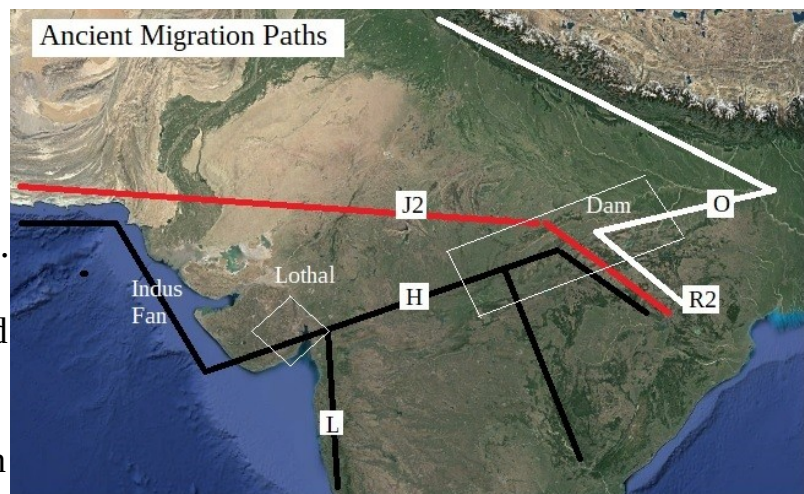 Ancient Migration Paths
J2
Dam
O
Lothal
Indus
Fan
H
R2
L